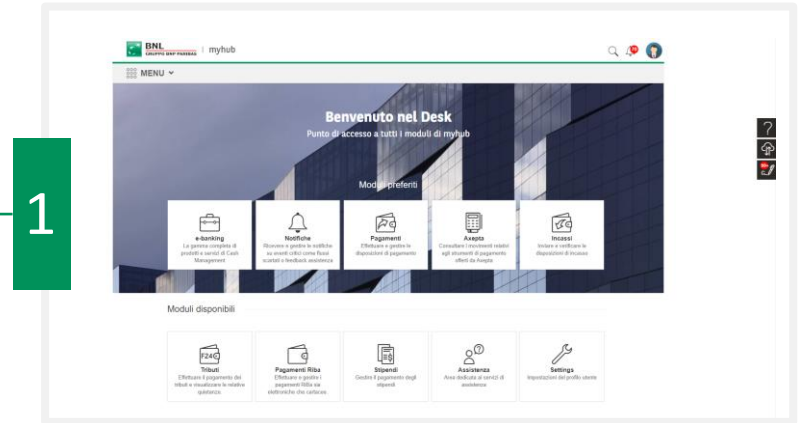 1
BNL
GRUPPO BNP PARIBAS
myhub
MENU
Benvenuto nel Desk
Punto di accesso a tutti i moduli di myhub
Moduli preferiti
e-banking
La gamma completa di
prodotti e servizi di Cash
Management
Notifiche
Ricevere e gestire le notifiche
su eventi critici come flussi
scartati e feedback assistenza
Pagamenti
Effettuare e gestire le
disposizioni di pagamento
Axepta
Consultare i movimenti relativi
agli strumenti di pagamento
offerti da Axepta
Incassi
Inviare e verificare le
disposizioni di incasso
Moduli disponibili
F24
Tributi
Effettuare il pagamento dei
tributi e visualizzare le relative
quietanze.
Pagamenti Riba
Effettuare e gestire i
pagamenti RiBa sia
elettroniche che cartacee
Stipendi
Gestire il pagamento degli
stipendi
Assistenza
Area dedicata ai servizi di
assistenza
Settings
Impostazioni del profilo utente
?